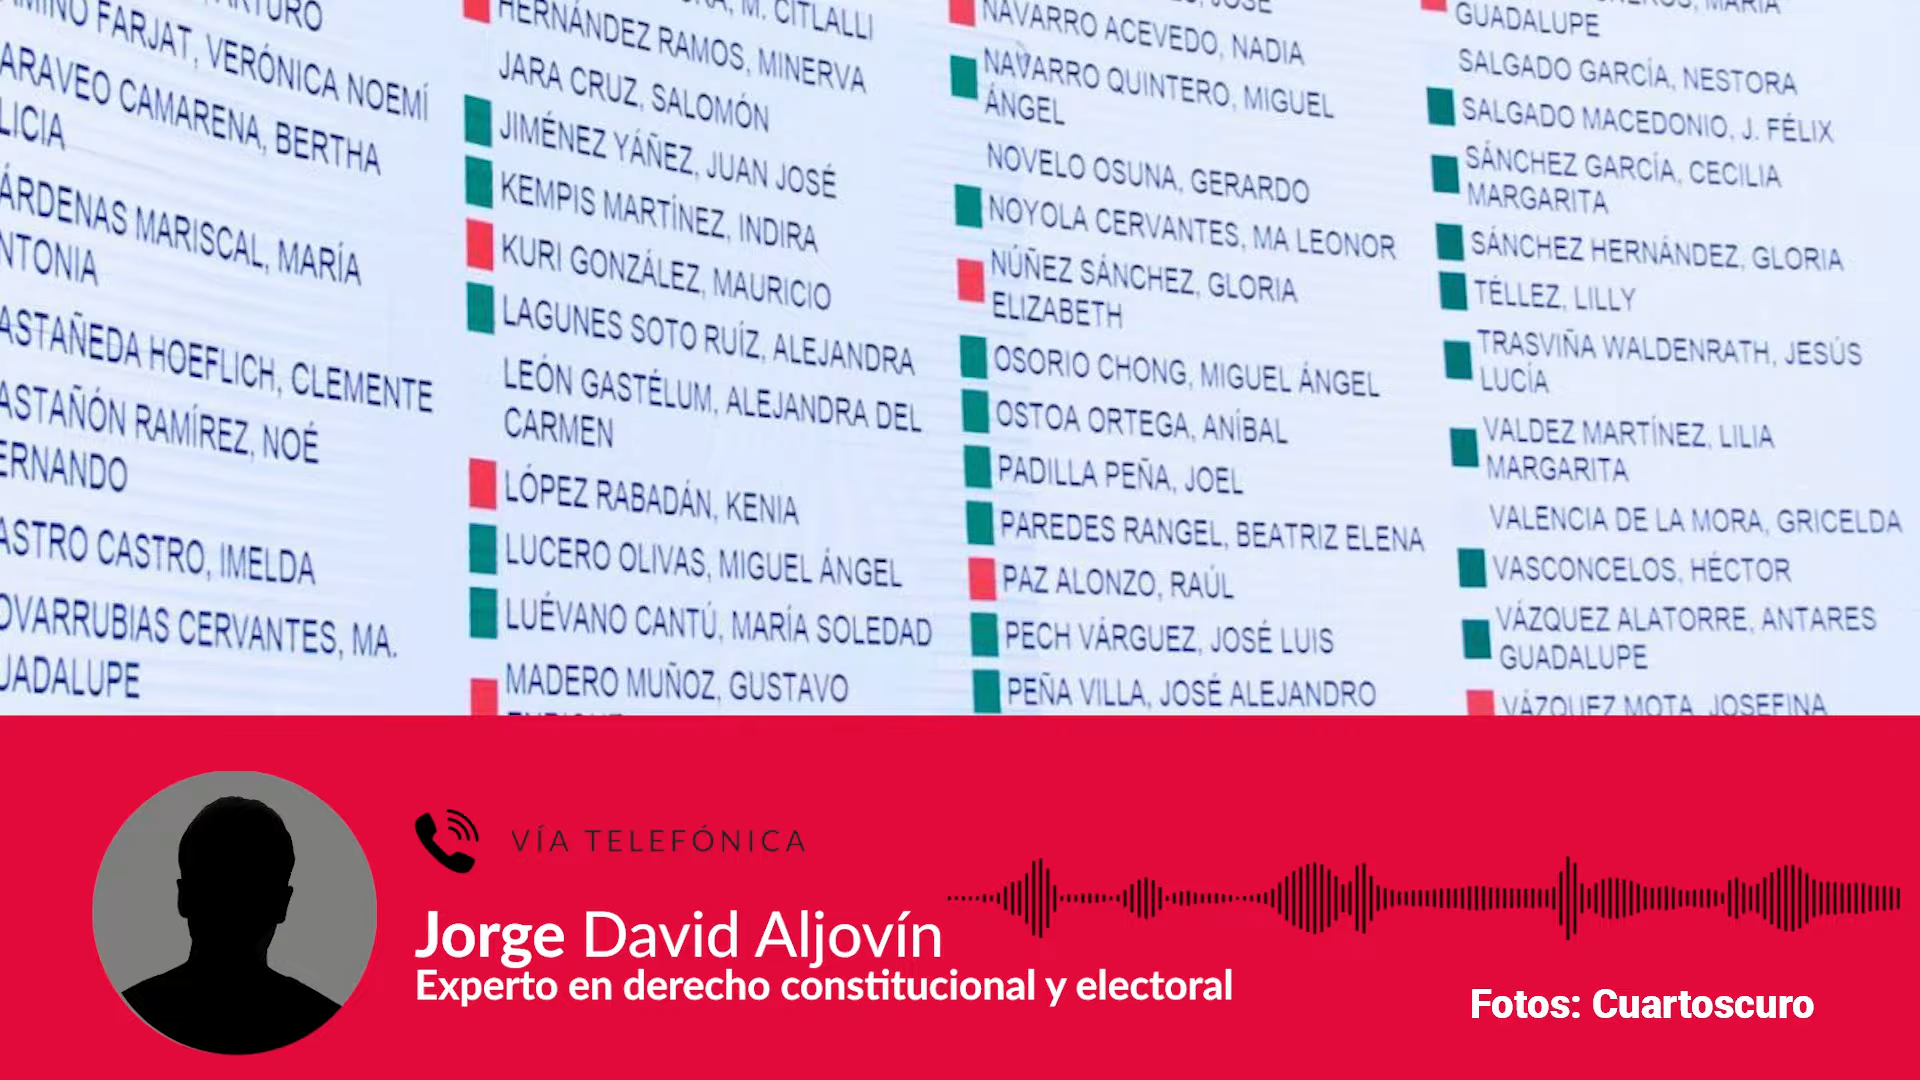 ARTURO
FARJAT, VERÓNICA NOEMÍ
CARAVEO CAMARENA, BERTHA
LICIA
ÁRDENAS MARISCAL, MARÍA
NTONIA
ASTAÑEDA HOEFLICH, CLEMENTE
ASTAÑÓN RAMÍREZ, NOÉ
ERNANDO
ASTRO CASTRO, IMELDA
OVARRUBIAS CERVANTES, MA.
UADALUPE
M. CITLALLI
HERNÁNDEZ RAMOS, MINERVA
JARA CRUZ, SALOMÓN
JIMÉNEZ YÁÑEZ, JUAN JOSÉ
KEMPIS MARTÍNEZ, INDIRA
KURI GONZÁLEZ, MAURICIO
LAGUNES SOTO RUÍZ, ALEJANDRA
LEÓN GASTÉLUM, ALEJANDRA DEL
CARMEN
LÓPEZ RABADÁN, KENIA
LUCERO OLIVAS, MIGUEL ÁNGEL
LUÉVANO CANTÚ, MARÍA SOLEDAD
MADERO MUÑOZ, GUSTAVO
JOSÉ
NAVARRO ACEVEDO, NADIA
NAVARRO QUINTERO, MIGUEL
ÁNGEL
NOVELO OSUNA, GERARDO
NOYOLA CERVANTES, MA LEONOR
NÚÑEZ SÁNCHEZ, GLORIA
ELIZABETH
OSORIO CHONG, MIGUEL ÁNGEL
OSTOA ORTEGA, ANÍBAL
PADILLA PEÑA, JOEL
PAREDES RANGEL, BEATRIZ ELENA
PAZ ALONZO, RAÚL
PECH VÁRGUEZ, JOSÉ LUIS
PEÑA VILLA, JOSÉ ALEJANDRO
MARÍA
GUADALUPE
SALGADO GARCÍA, NESTORA
SALGADO MACEDONIO, J. FÉLIX
SÁNCHEZ GARCÍA, CECILIA
MARGARITA
SÁNCHEZ HERNÁNDEZ, GLORIA
TÉLLEZ, LILLY
TRASVIÑA WALDENRATH, JESÚS
LUCÍA
VALDEZ MARTÍNEZ, LILIA
MARGARITA
VALENCIA DE LA MORA, GRICELDA
VASCONCELOS, HÉCTOR
VÁZQUEZ ALATORRE, ANTARES
GUADALUPE
VÁZQUEZ MOTA, JOSEFINA
VÍA TELEFÓNICA
Jorge David Aljovín
Experto en derecho constitucional y electoral
Fotos: Cuartoscuro